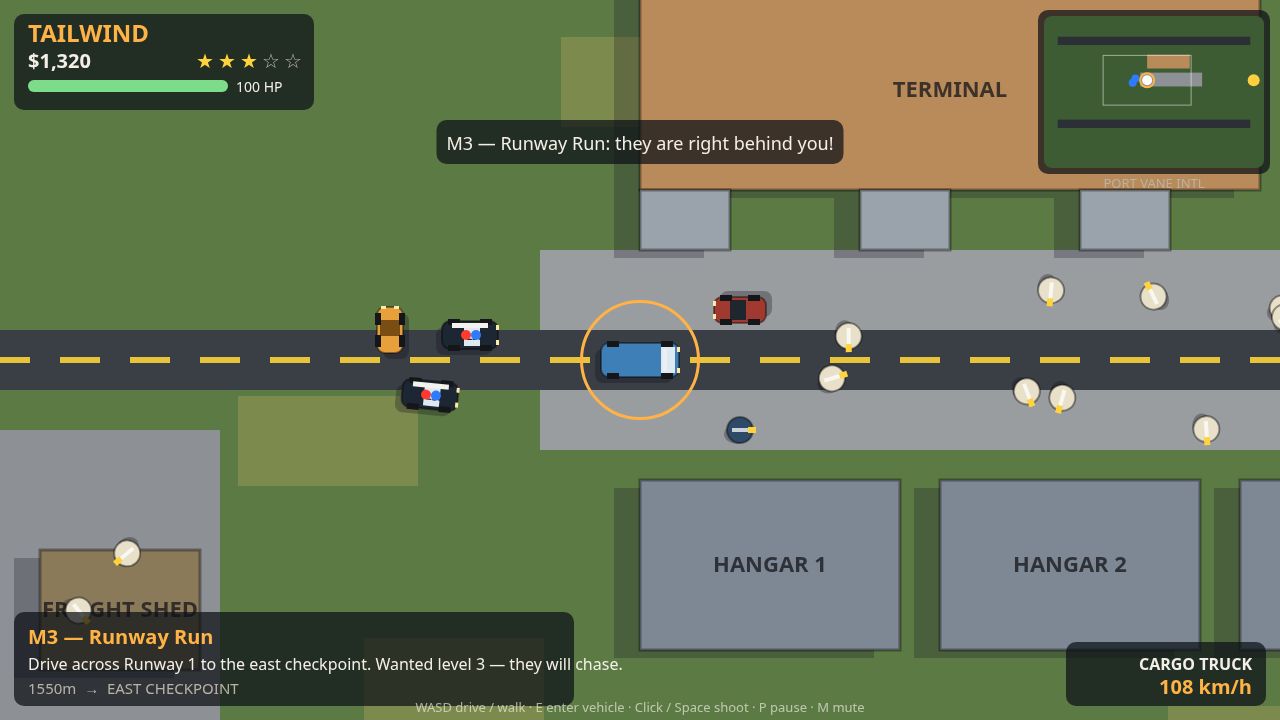 TAILWIND
$1,320 ★★★☆☆
100 HP
TERMINAL
M3 — Runway Run: they are right behind you!
PORT VANE INTL
HANGAR 1
HANGAR 2
M3 — Runway Run
Drive across Runway 1 to the east checkpoint. Wanted level 3 — they will chase.
1550m → EAST CHECKPOINT
WASD drive / walk · E enter vehicle · Click / Space shoot · P pause · M mute
CARGO TRUCK
108 km/h